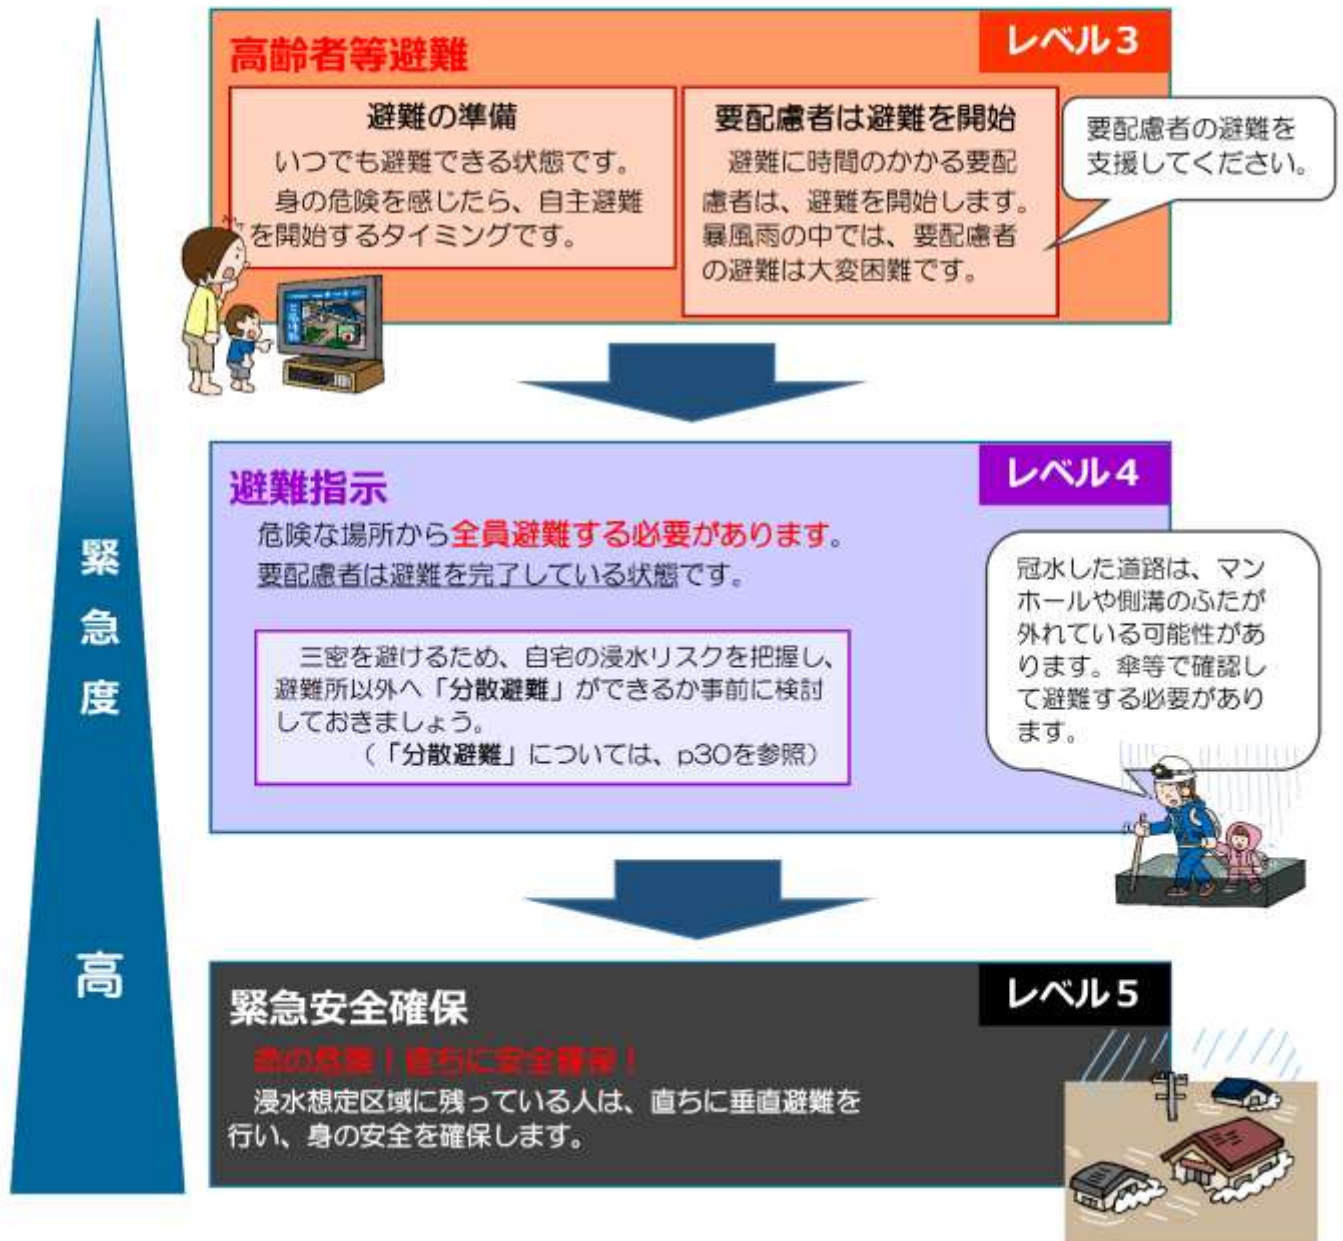 緊急度
高
高齢者等避難
レベル3
避難の準備
いつでも避難できる状態です。
身の危険を感じたら、自主避難
を開始するタイミングです。
要配慮者は避難を開始
避難に時間のかかる要配
慮者は、避難を開始します。
暴風雨の中では、要配慮者
の避難は大変困難です。
要配慮者の避難を
支援してください。
避難指示
レベル4
危険な場所から全員避難する必要があります。
要配慮者は避難を完了している状態です。
三密を避けるため、自宅の浸水リスクを把握し、
避難所以外へ「分散避難」ができるか事前に検討
しておきましょう。
(「分散避難」については、p30を参照)
冠水した道路は、マン
ホールや側溝のふたが
外れている可能性があ
ります。傘等で確認し
て避難する必要があり
ます。
緊急安全確保
レベル5
命の危険!直ちに安全確保!
浸水想定区域に残っている人は、直ちに垂直避難を
行い、身の安全を確保します。